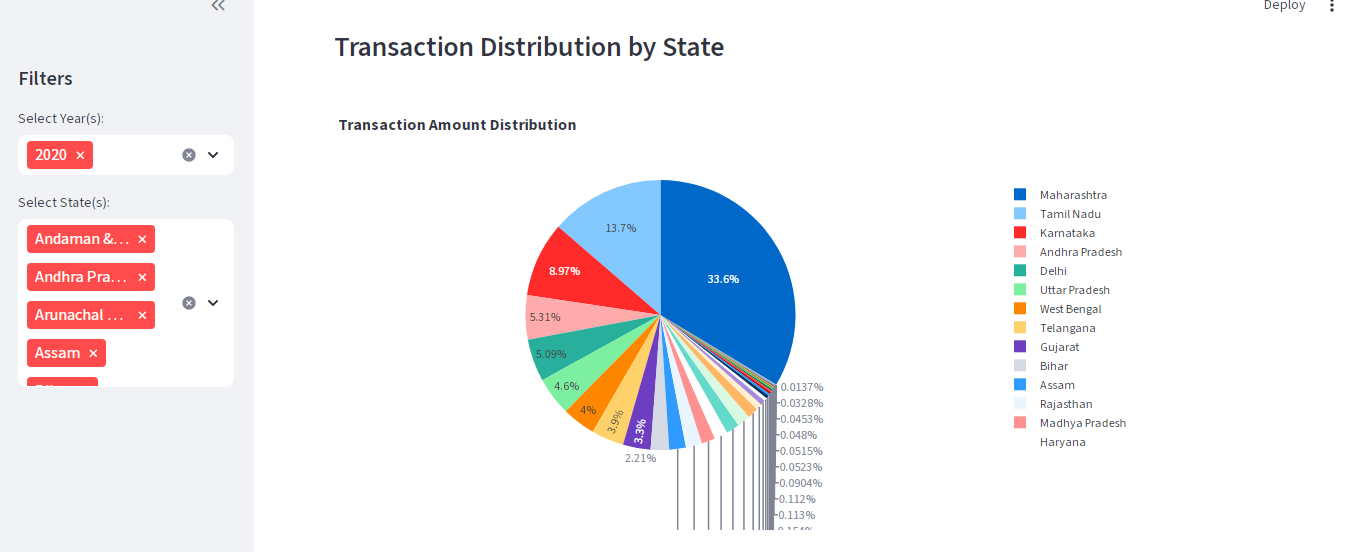 Deploy
Transaction Distribution by State
Filters
Select Year(s):
2020
Select State(s):
Andaman &...
Andhra Pra...
Arunachal ...
Assam
Transaction Amount Distribution
33.6%
13.7%
8.97%
5.31%
5.09%
4.6%
4%
3.9%
3.3%
2.21%
0.0137%
0.0328%
0.0453%
0.048%
0.0515%
0.0523%
0.0904%
0.112%
0.113%
Maharashtra
Tamil Nadu
Karnataka
Andhra Pradesh
Delhi
Uttar Pradesh
West Bengal
Telangana
Gujarat
Bihar
Assam
Rajasthan
Madhya Pradesh
Haryana